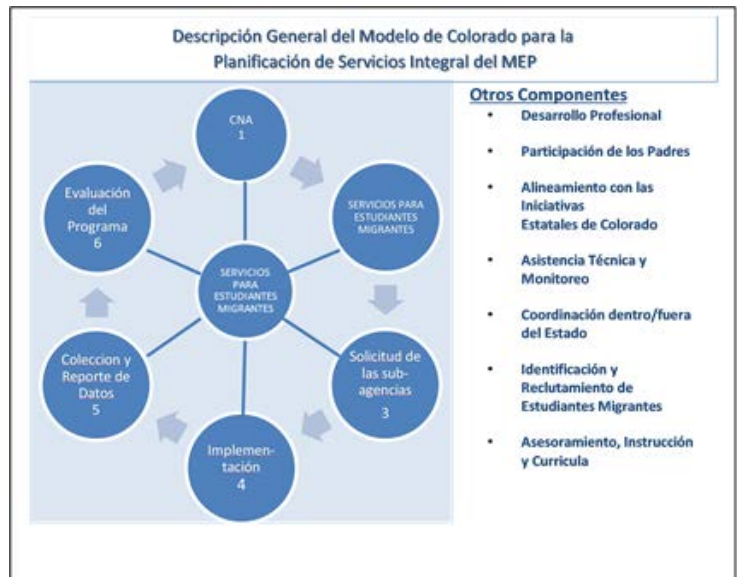 Descripción General del Modelo de Colorado para la
Planificación de Servicios Integral del MEP
CNA
1
SERVICIOS PARA
ESTUDIANTES
MIGRANTES
Solicitud de
las sub-
agencias
3
Implemen-
tación
4
Coleccion y
Reporte de
Datos
5
Evaluación
del
Programa
6
SERVICIOS
PARA
ESTUDIANTES
MIGRANTES
Otros Componentes
• Desarrollo Profesional
• Participación de los Padres
• Alineamiento con las
Iniciativas
Estatales de Colorado
• Asistencia Técnica y
Monitoreo
• Coordinación dentro/fuera
del Estado
• Identificación y
Reclutamiento de
Estudiantes Migrantes
• Asesoramiento, Instrucción
y Curricula